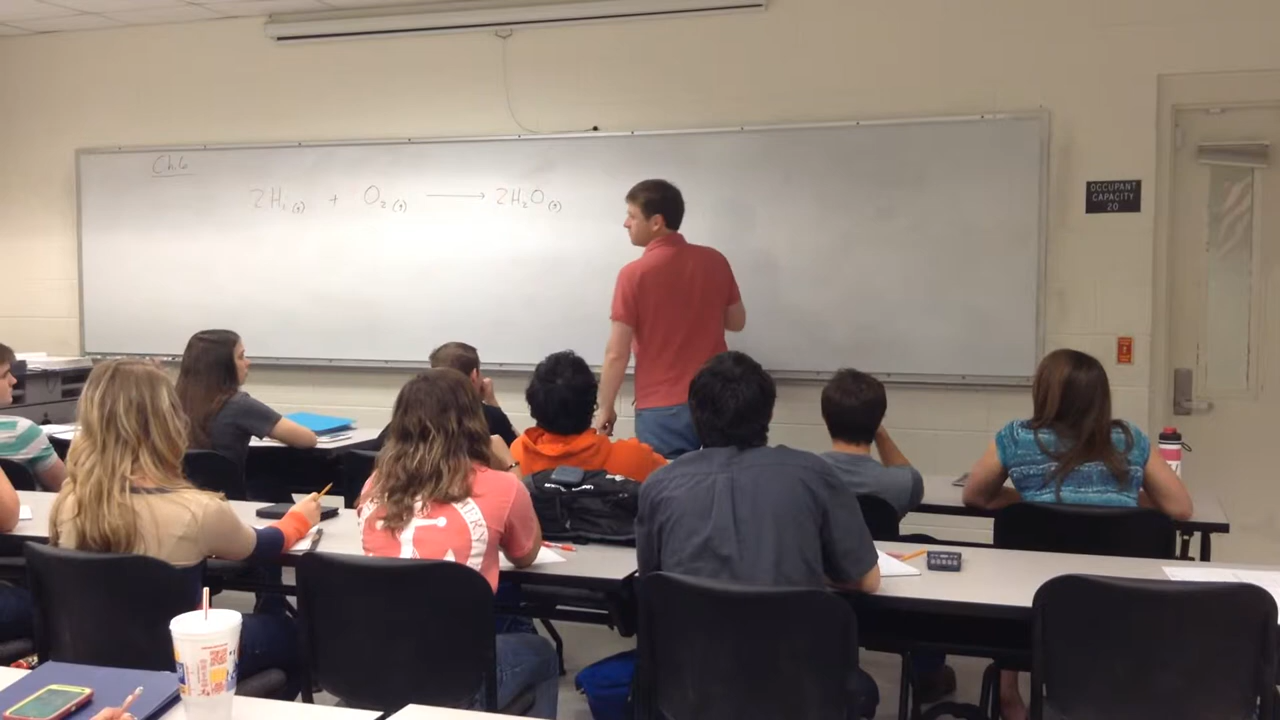 Ch. 6
2H₂ (g) + O₂ (g) ⟶ 2H₂O (g)
OCCUPANT
CAPACITY
20